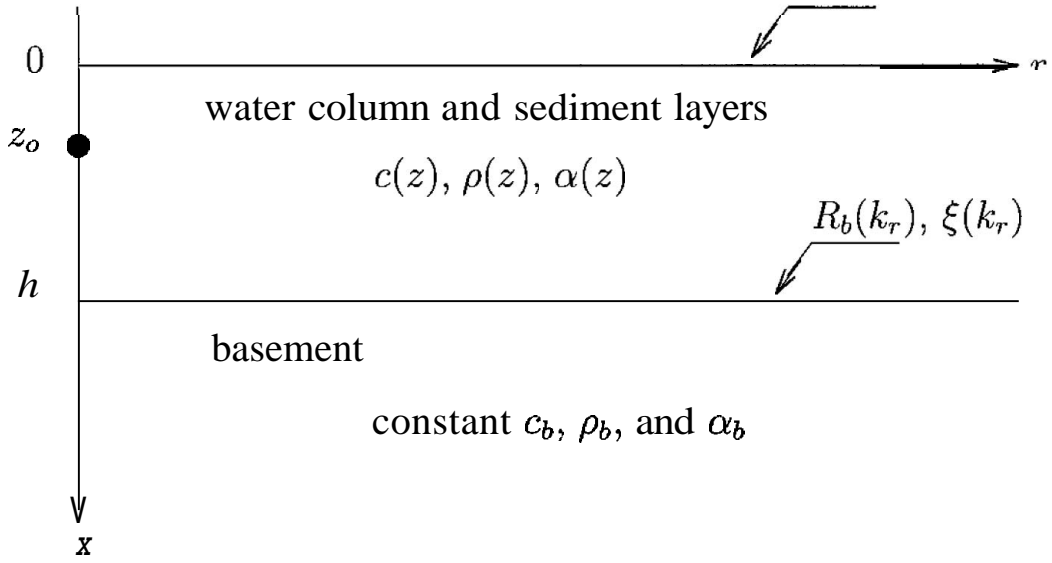 0
r
water column and sediment layers
z_o
c(z), ρ(z), α(z)
R_b(k_r), ξ(k_r)
h
basement
constant c_b, ρ_b, and α_b
x